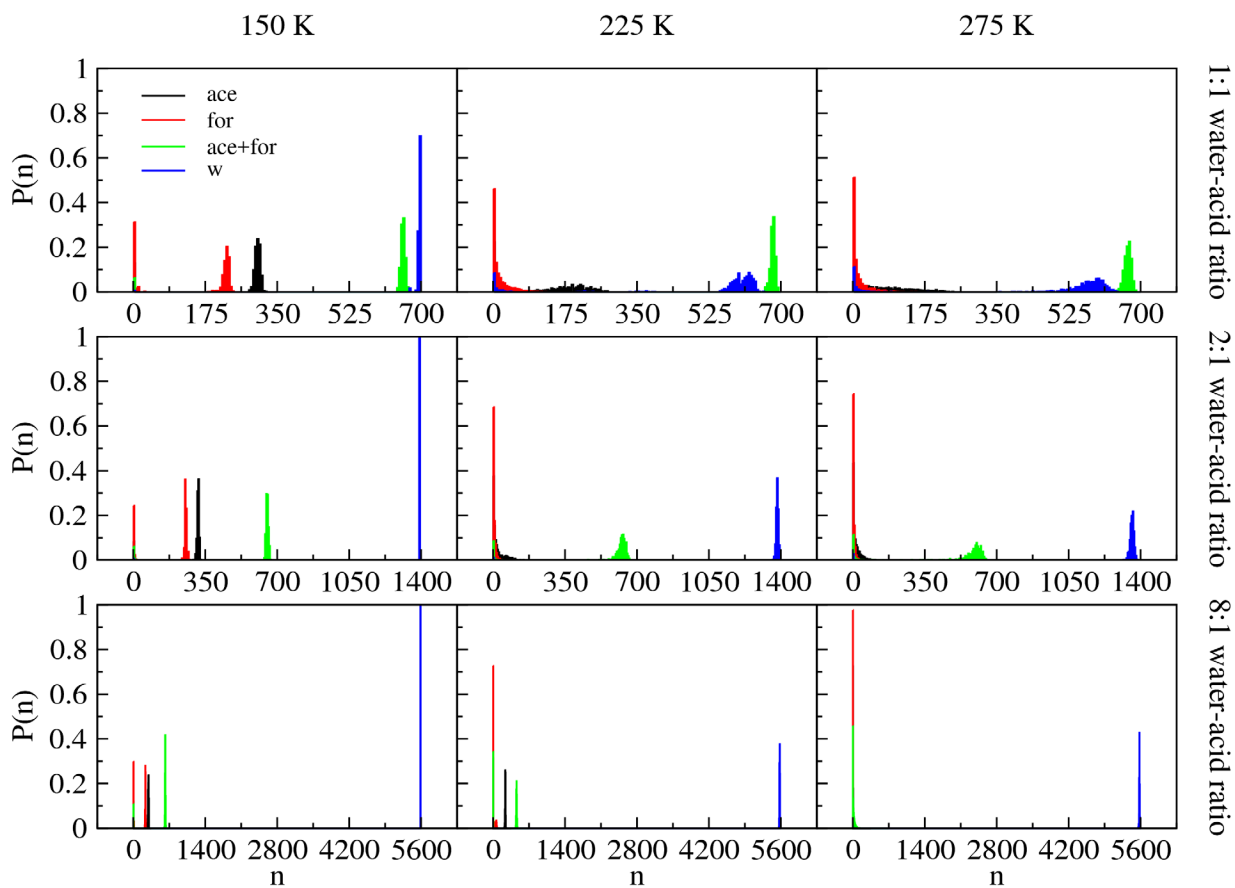 150 K 225 K 275 K
1:1 water-acid ratio
P(n)
1
0.8
0.6
0.4
0.2
0
ace
for
ace+for
w
0 175 350 525 700 0 175 350 525 700 0 175 350 525 700
2:1 water-acid ratio
P(n)
1
0.8
0.6
0.4
0.2
0
0 350 700 1050 1400 0 350 700 1050 1400 0 350 700 1050 1400
8:1 water-acid ratio
P(n)
1
0.8
0.6
0.4
0.2
0
0 1400 2800 4200 5600 0 1400 2800 4200 5600 0 1400 2800 4200 5600
n n n